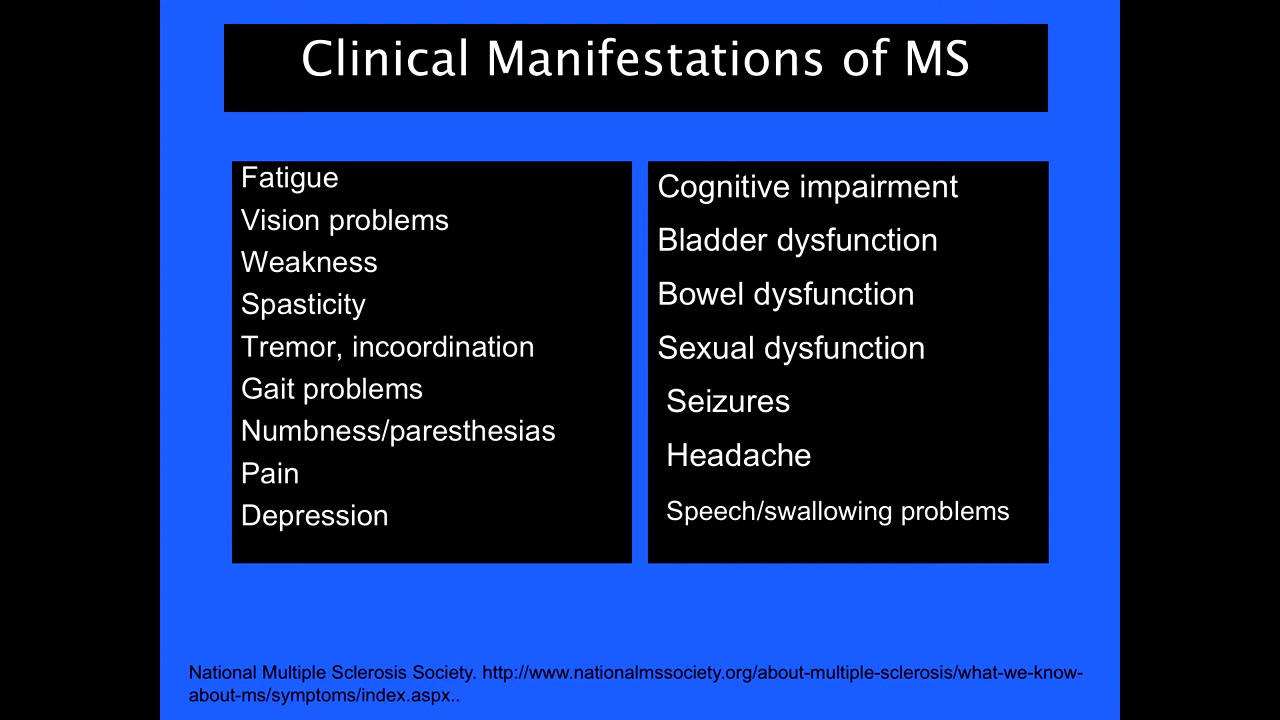 Clinical Manifestations of MS
Fatigue
Vision problems
Weakness
Spasticity
Tremor, incoordination
Gait problems
Numbness/paresthesias
Pain
Depression
Cognitive impairment
Bladder dysfunction
Bowel dysfunction
Sexual dysfunction
Seizures
Headache
Speech/swallowing problems
National Multiple Sclerosis Society. http://www.nationalmssociety.org/about-multiple-sclerosis/what-we-know-
about-ms/symptoms/index.aspx..